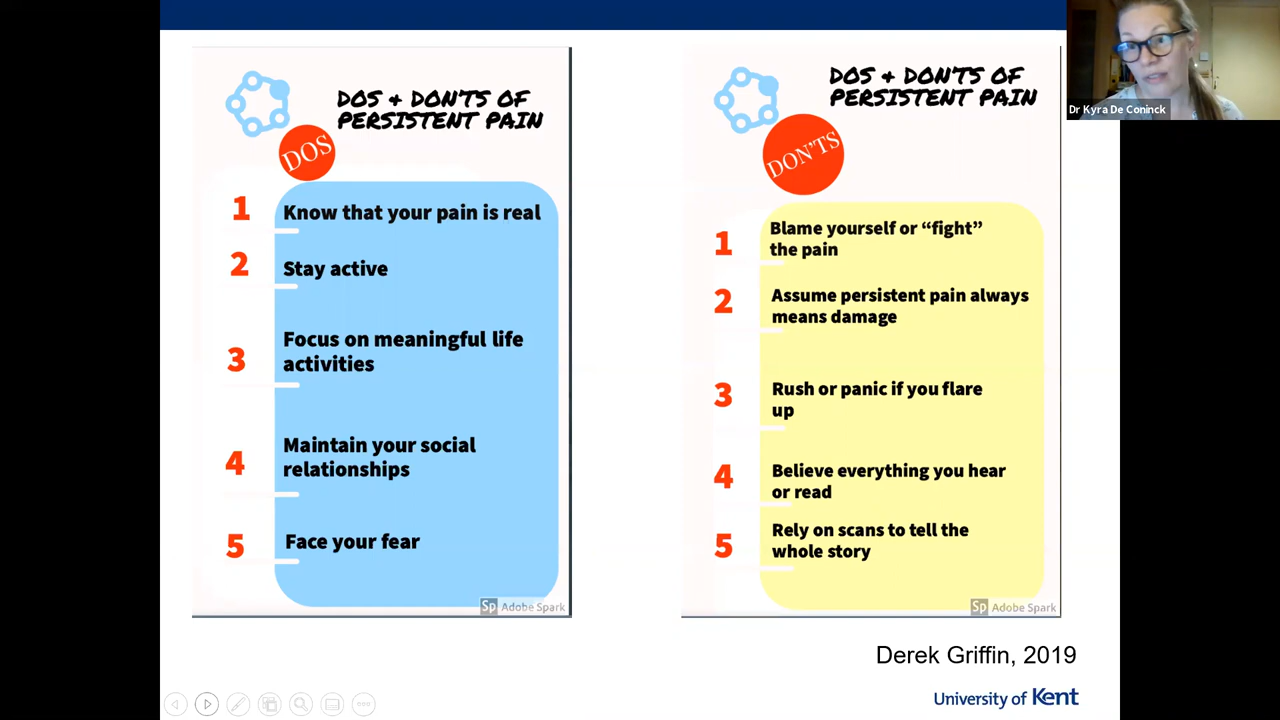 DOS + DON'TS OF
PERSISTENT PAIN
DOS
1 Know that your pain is real
2 Stay active
3 Focus on meaningful life
activities
4 Maintain your social
relationships
5 Face your fear
Sp Adobe Spark
DOS + DON'TS OF
PERSISTENT PAIN
DON'TS
1 Blame yourself or “fight”
the pain
2 Assume persistent pain always
means damage
3 Rush or panic if you flare
up
4 Believe everything you hear
or read
5 Rely on scans to tell the
whole story
Sp Adobe Spark
Dr Kyra De Coninck
Derek Griffin, 2019
University of Kent